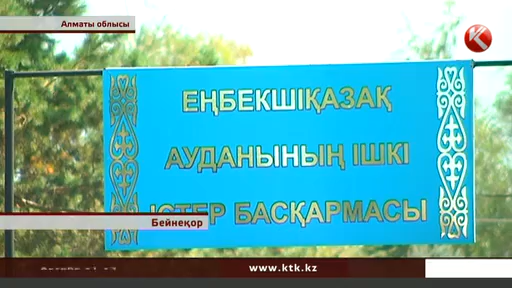 Алматы облысы
ЕҢБЕКШІҚАЗАҚ
АУДАНЫНЫҢ ІШКІ
ІСТЕР БАСҚАРМАСЫ
Бейнеқор
www.ktk.kz